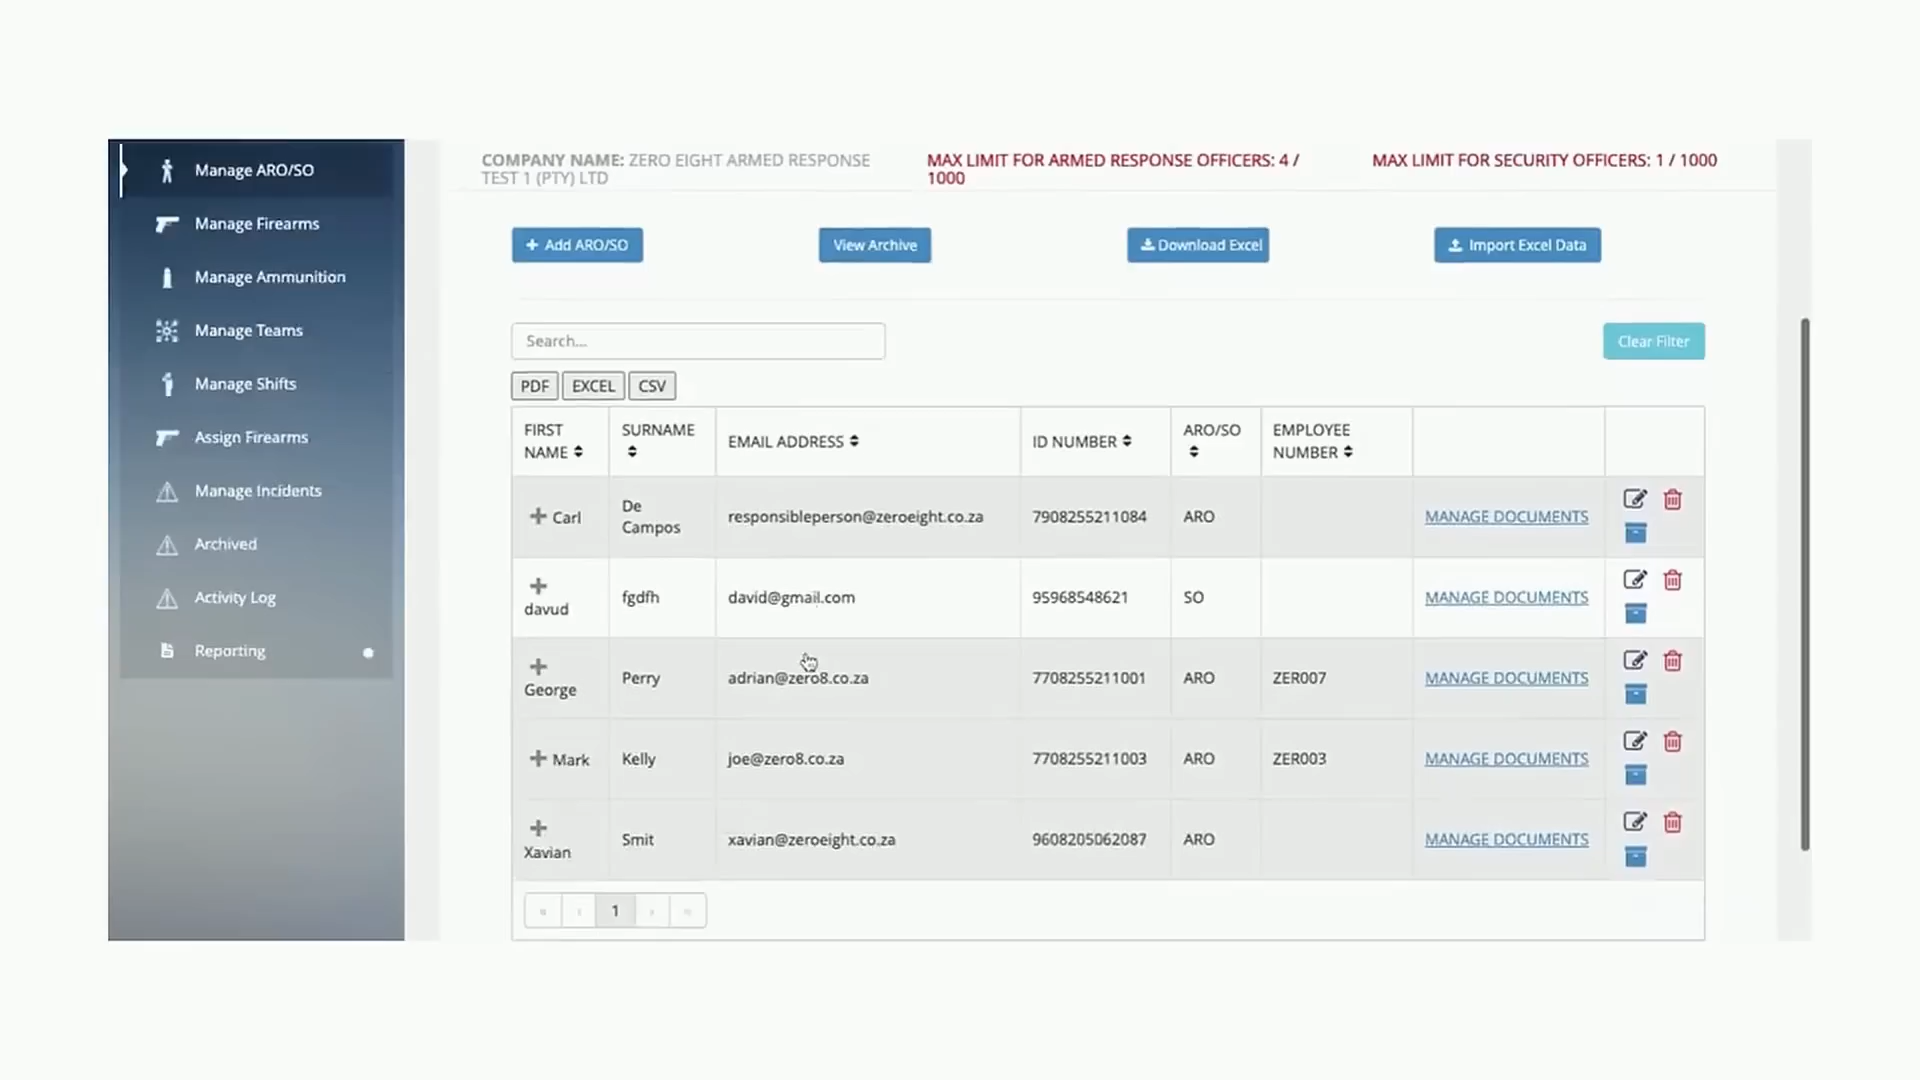 Manage ARO/SO
Manage Firearms
Manage Ammunition
Manage Teams
Manage Shifts
Assign Firearms
Manage Incidents
Archived
Activity Log
Reporting
COMPANY NAME: ZERO EIGHT ARMED RESPONSE
TEST 1 (PTY) LTD
MAX LIMIT FOR ARMED RESPONSE OFFICERS: 4 /
1000
MAX LIMIT FOR SECURITY OFFICERS: 1 / 1000
+ Add ARO/SO
View Archive
Download Excel
Import Excel Data
Search...
Clear Filter
PDF EXCEL CSV
FIRST
NAME
SURNAME
EMAIL ADDRESS
ID NUMBER
ARO/SO
EMPLOYEE
NUMBER
Carl
De
Campos
responsibleperson@zeroeight.co.za
7908255211084
ARO
MANAGE DOCUMENTS
davud
fgdfh
david@gmail.com
95968548621
SO
MANAGE DOCUMENTS
George
Perry
adrian@zero8.co.za
7708255211001
ARO
ZER007
MANAGE DOCUMENTS
Mark
Kelly
joe@zero8.co.za
7708255211003
ARO
ZER003
MANAGE DOCUMENTS
Xavian
Smit
xavian@zeroeight.co.za
9608205062087
ARO
MANAGE DOCUMENTS
« ‹ 1 › »